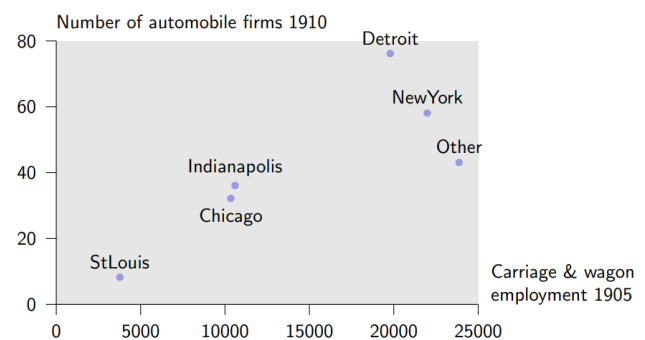 Number of automobile firms 1910
80
Detroit
60
NewYork
Other
40
Indianapolis
Chicago
20
StLouis
Carriage & wagon
employment 1905
0
0 5000 10000 15000 20000 25000